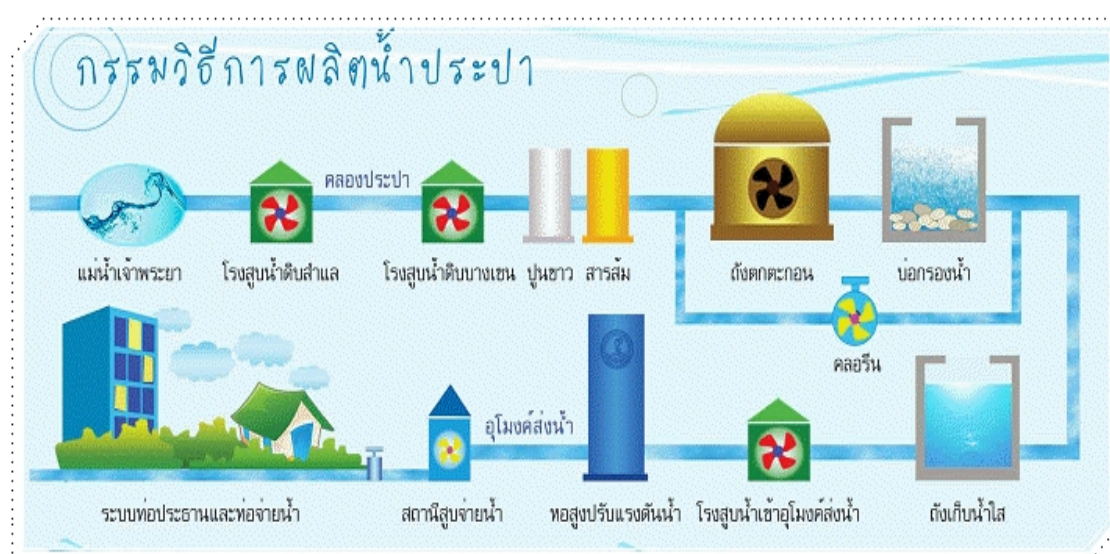 กรรมวิธีการผลิตน้ำประปา
คลองประปา
แม่น้ำเจ้าพระยา
โรงสูบน้ำดิบสำแล
โรงสูบน้ำดิบบางเขน
ปูนขาว
สารส้ม
ถังตกตะกอน
บ่อกรองน้ำ
คลอรีน
อุโมงค์ส่งน้ำ
ระบบท่อประธานและท่อจ่ายน้ำ
สถานีสูบจ่ายน้ำ
หอสูงปรับแรงดันน้ำ
โรงสูบน้ำเข้าอุโมงค์ส่งน้ำ
ถังเก็บน้ำใส